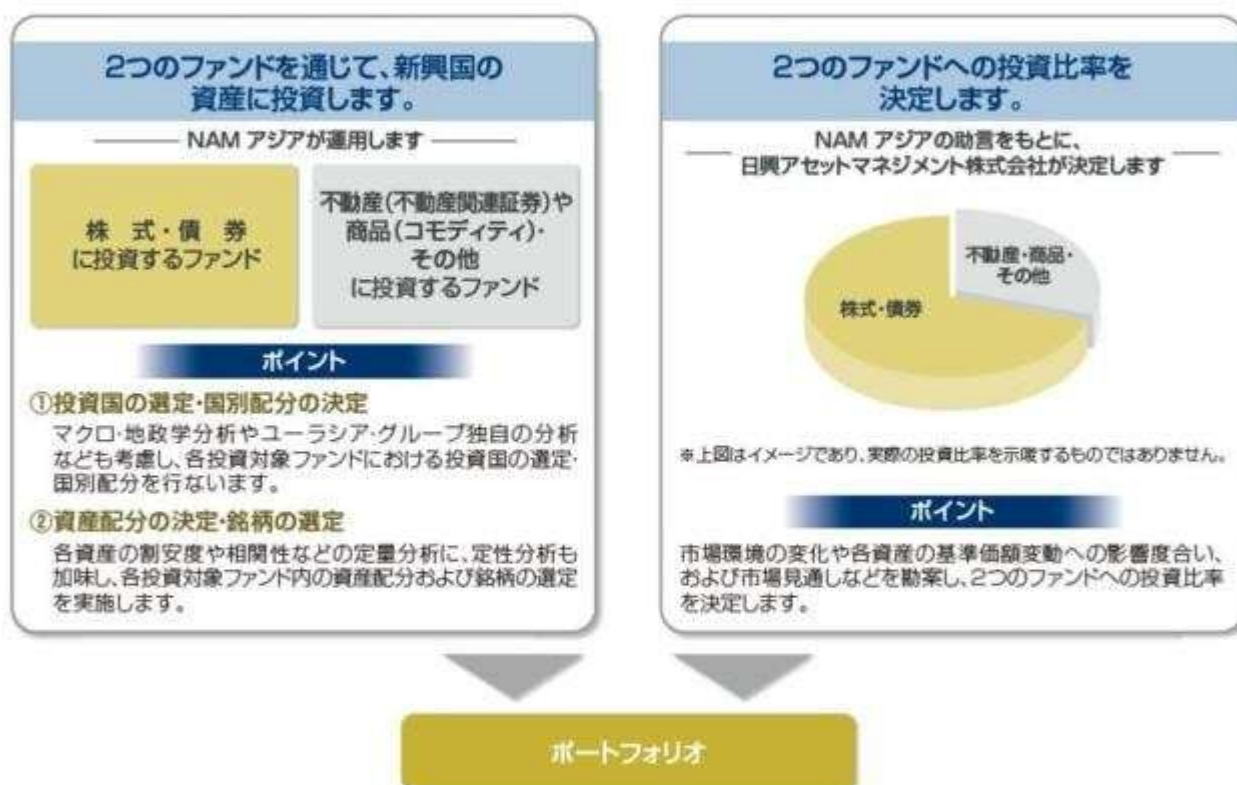 2つのファンドを通じて、新興国の
資産に投資します。
NAM アジアが運用します
株 式・債 券
に投資するファンド
不動産(不動産関連証券)や
商品(コモディティ)・
その他
に投資するファンド
ポイント
①投資国の選定・国別配分の決定
マクロ・地政学分析やユーラシア・グループ独自の分析
なども考慮し、各投資対象ファンドにおける投資国の選定・
国別配分を行ないます。
②資産配分の決定・銘柄の選定
各資産の割安度や相関性などの定量分析に、定性分析も
加味し、各投資対象ファンド内の資産配分および銘柄の選定
を実施します。
2つのファンドへの投資比率を
決定します。
NAM アジアの助言をもとに、
日興アセットマネジメント株式会社が決定します
不動産・商品・
その他
株式・債券
※上図はイメージであり、実際の投資比率を示唆するものではありません。
ポイント
市場環境の変化や各資産の基準価額変動への影響度合い、
および市場見通しなどを勘案し、2つのファンドへの投資比率
を決定します。
ポートフォリオ